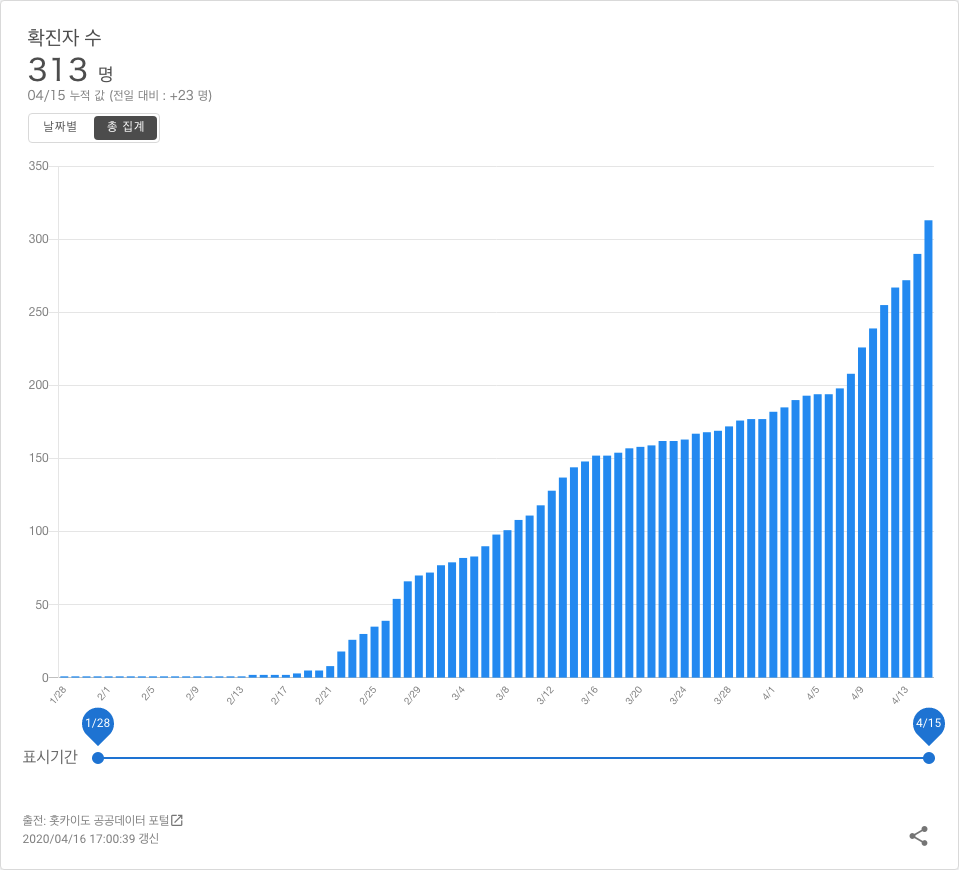 확진자 수
313 명
04/15 누적 값 (전일 대비 : +23 명)
날짜별 총 집계
350
300
250
200
150
100
50
0
1/28 2/1 2/5 2/9 2/13 2/17 2/21 2/25 2/29 3/4 3/8 3/12 3/16 3/20 3/24 3/28 4/1 4/5 4/9 4/13
1/28 4/15
표시기간
출전: 홋카이도 공공데이터 포털
2020/04/16 17:00:39 갱신